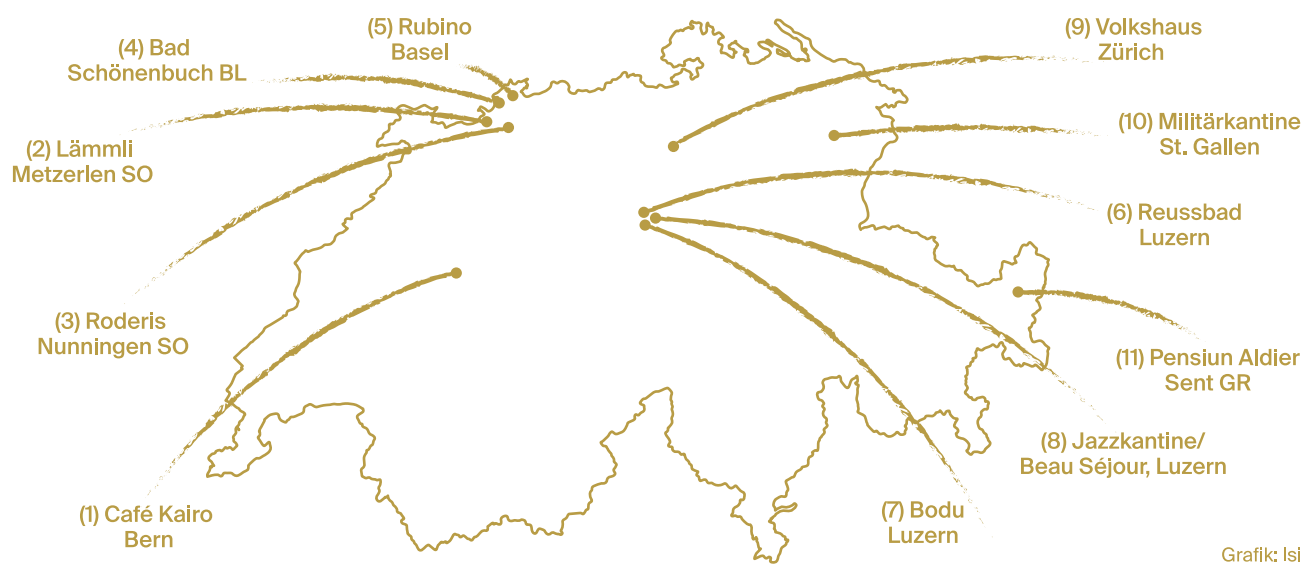 (4) Bad
Schönenbuch BL
(5) Rubino
Basel
(9) Volkshaus
Zürich
(2) Lämmli
Metzerlen SO
(10) Militärkantine
St. Gallen
(6) Reussbad
Luzern
(3) Roderis
Nunningen SO
(11) Pensiun Aldier
Sent GR
(8) Jazzkantine/
Beau Séjour, Luzern
(1) Café Kairo
Bern
(7) Bodu
Luzern
Grafik: Isi